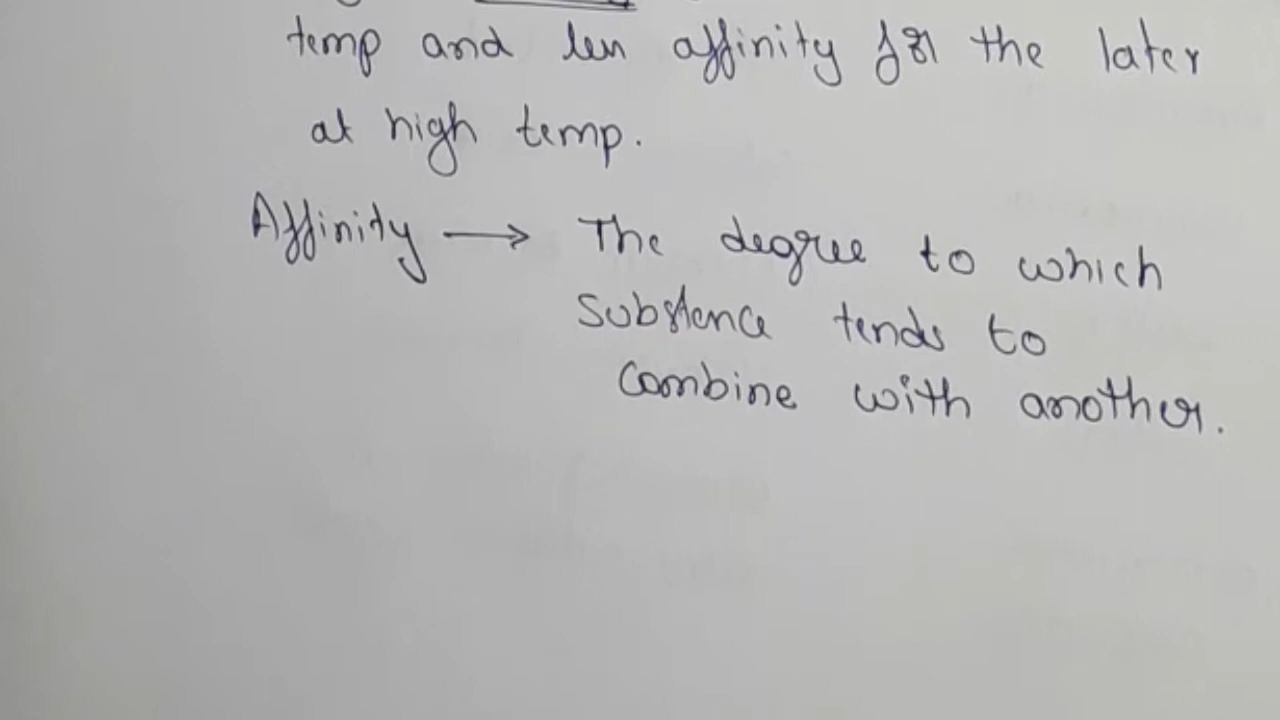 temp and less affinity for the later
at high temp.
Affinity → The degree to which
substance tends to
combine with another.